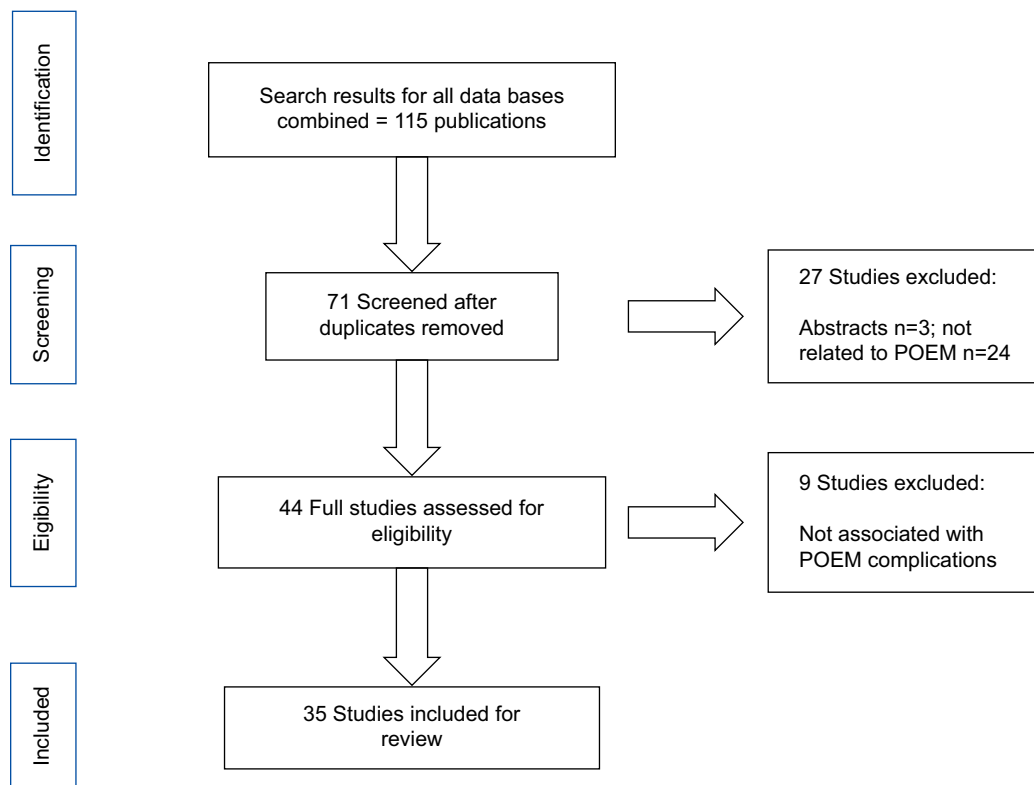 Identification
Search results for all data bases
combined = 115 publications
Screening
71 Screened after
duplicates removed
27 Studies excluded:
Abstracts n=3; not
related to POEM n=24
Eigibility
44 Full studies assessed for
eligibility
9 Studies excluded:
Not associated with
POEM complications
Included
35 Studies included for
review